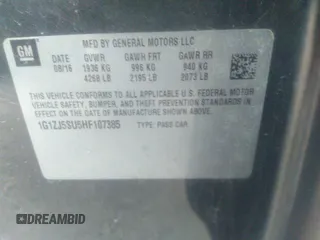 GM
MFD BY GENERAL MOTORS LLC
DATE GVWR GAWR FRT GAWR RR
08/16 1936 KG 996 KG 940 KG
4268 LB 2195 LB 2073 LB
THIS VEHICLE CONFORMS TO ALL APPLICABLE U.S. FEDERAL MOTOR VEHICLE
SAFETY, BUMPER, AND THEFT PREVENTION STANDARDS IN EFFECT
ON THE DATE OF MANUFACTURE SHOWN ABOVE.
1G1ZJ5SU5HF107385 TYPE: PASS CAR
© AUTOBIDMASTER